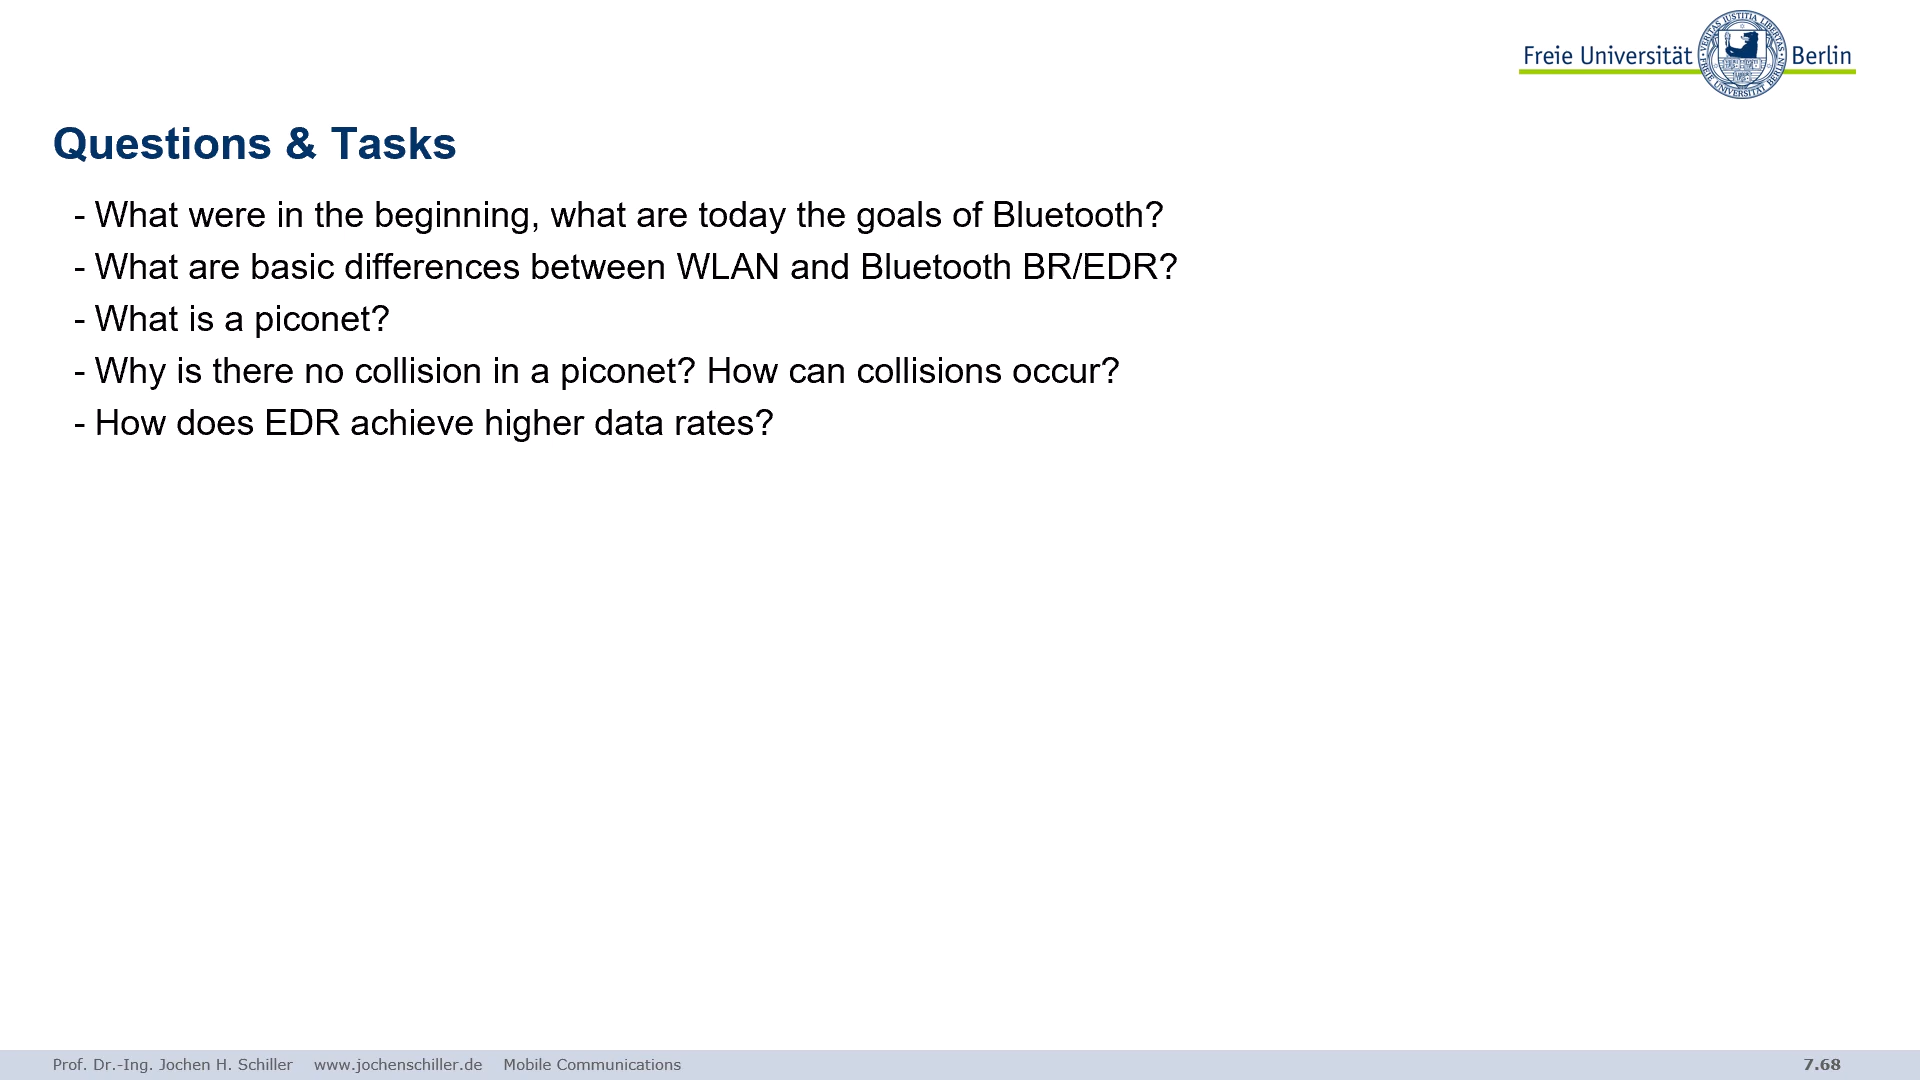 Freie Universität Berlin
Questions & Tasks
- What were in the beginning, what are today the goals of Bluetooth?
- What are basic differences between WLAN and Bluetooth BR/EDR?
- What is a piconet?
- Why is there no collision in a piconet? How can collisions occur?
- How does EDR achieve higher data rates?
Prof. Dr.-Ing. Jochen H. Schiller www.jochenschiller.de Mobile Communications 7.68